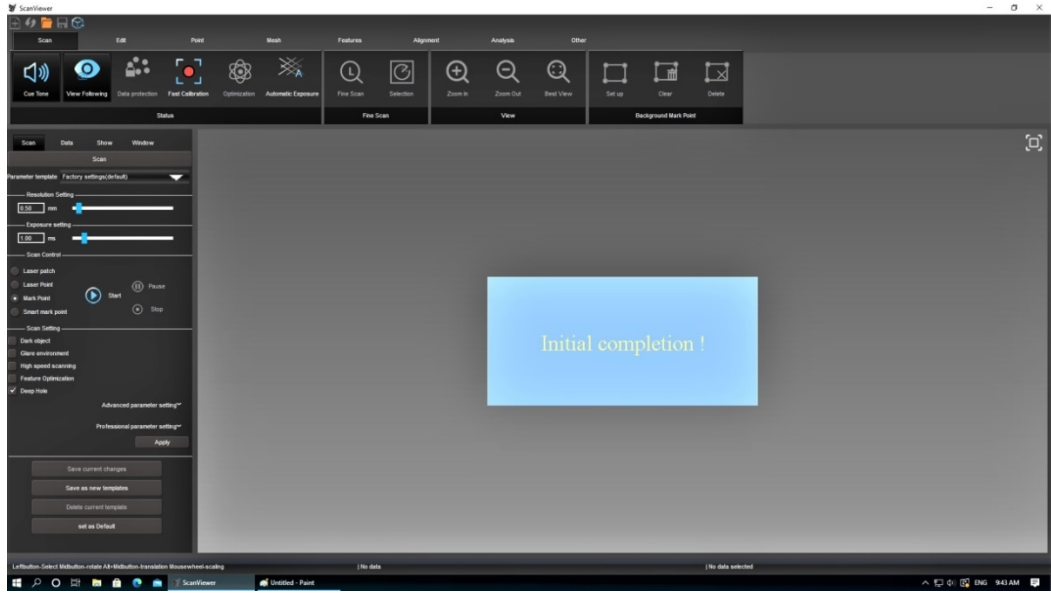 ScanViewer
Scan Edit Point Mesh Features Alignment Analysis Other
Cue Tone View Following Data protection Fast Calibration Optimization Automatic Exposure Fine Scan Selection Zoom In Zoom Out Best View Set up Clear Delete
Status Fine Scan View Background Mark Point
Scan Data Show Window
Scan
Parameter template Factory settings(default)
Resolution Setting
0.50 mm
Exposure setting
1.00 ms
Scan Control
Laser patch
Laser Point
Mark Point
Smart mark point
Start
Pause
Stop
Scan Setting
Dark object
Glare environment
High speed scanning
Feature Optimization
Deep Hole
Advanced parameter setting
Professional parameter setting
Apply
Save current changes
Save as new templates
Delete current template
set as Default
Initial completion !
Leftbutton-Select Midbutton-rotate Alt+Midbutton-translation Mousewheel-scaling | No data | No data selected
ScanViewer Untitled - Paint ENG 9:43 AM